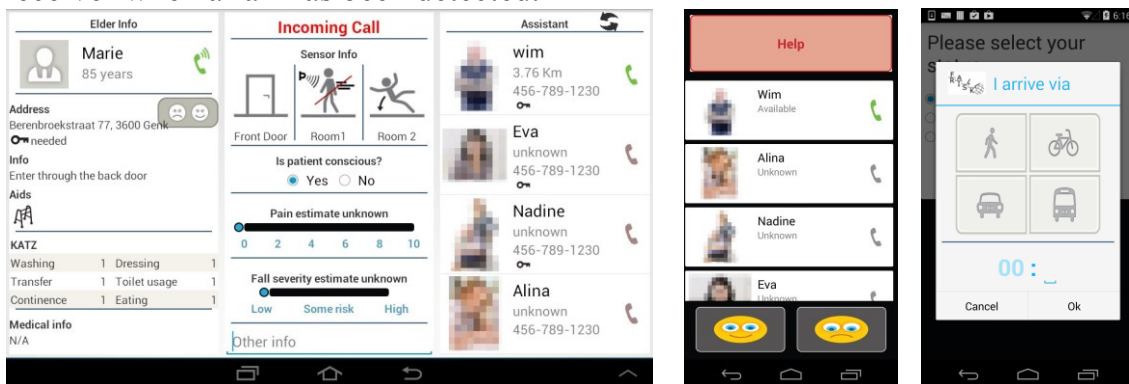 Elder Info
Marie
85 years
Address
Berenbroekstraat 77, 3600 Genk
needed
Info
Enter through the back door
Aids
KATZ
Washing 1 Dressing 1
Transfer 1 Toilet usage 1
Continence 1 Eating 1
Medical info
N/A
Incoming Call
Sensor Info
P
Front Door Room1 Room 2
Is patient conscious?
Yes No
Pain estimate unknown
0 2 4 6 8 10
Fall severity estimate unknown
Low Some risk High
Other info
Assistant
wim
3.76 Km
456-789-1230
Eva
unknown
456-789-1230
Nadine
unknown
456-789-1230
Alina
unknown
456-789-1230
Help
Wim
Available
Alina
Unknown
Nadine
Unknown
Eva
Unknown
6:16
Please select your
I arrive via
00 : _
Cancel Ok